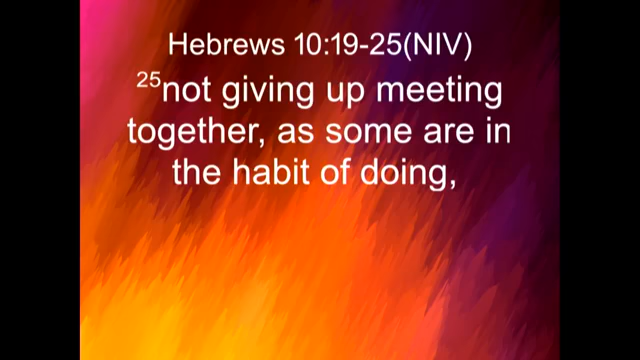 Hebrews 10:19-25(NIV)
25not giving up meeting
together, as some are in
the habit of doing,